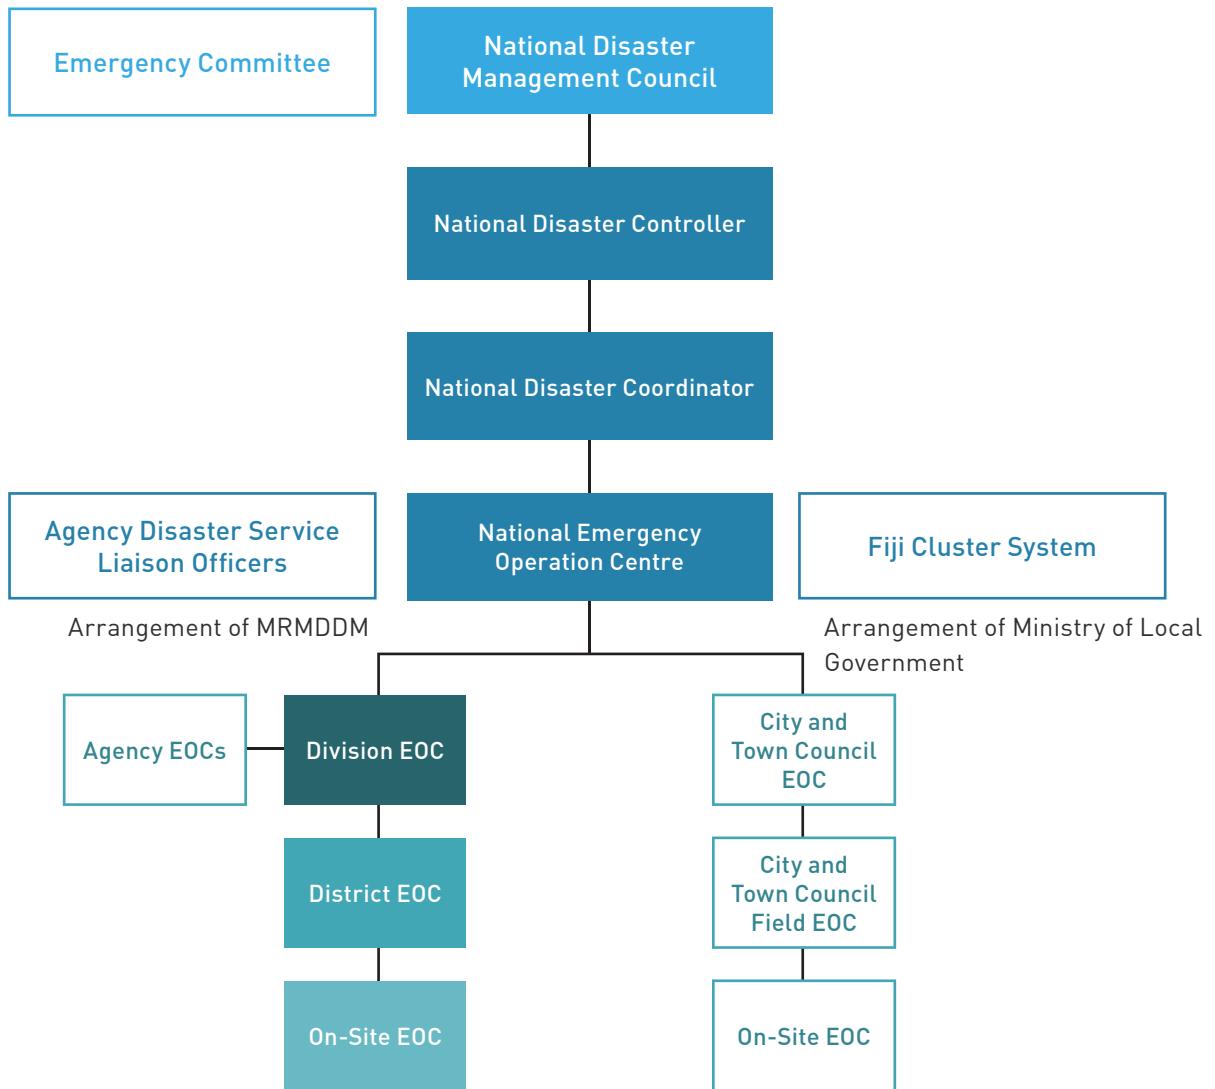 Emergency Committee
National Disaster
Management Council
National Disaster Controller
National Disaster Coordinator
Agency Disaster Service
Liaison Officers
National Emergency
Operation Centre
Fiji Cluster System
Arrangement of MRMDDM
Arrangement of Ministry of Local
Government
Agency EOCs
Division EOC
City and
Town Council
EOC
District EOC
City and
Town Council
Field EOC
On-Site EOC
On-Site EOC